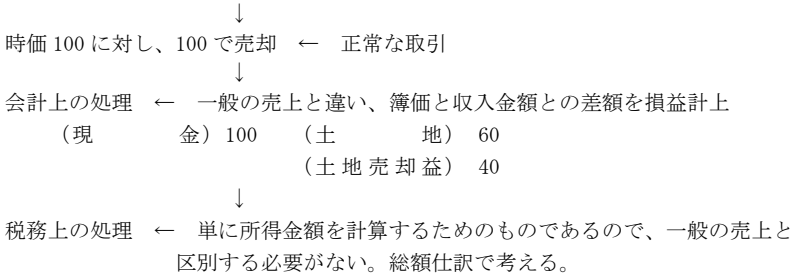 ↓
時価 100 に対し、100 で売却 ← 正常な取引
↓
会計上の処理 ← 一般の売上と違い、簿価と収入金額との差額を損益計上
（現　　　金）100　（土　　　地） 60
（土 地 売 却 益） 40
↓
税務上の処理 ← 単に所得金額を計算するためのものであるので、一般の売上と
区別する必要がない。総額仕訳で考える。